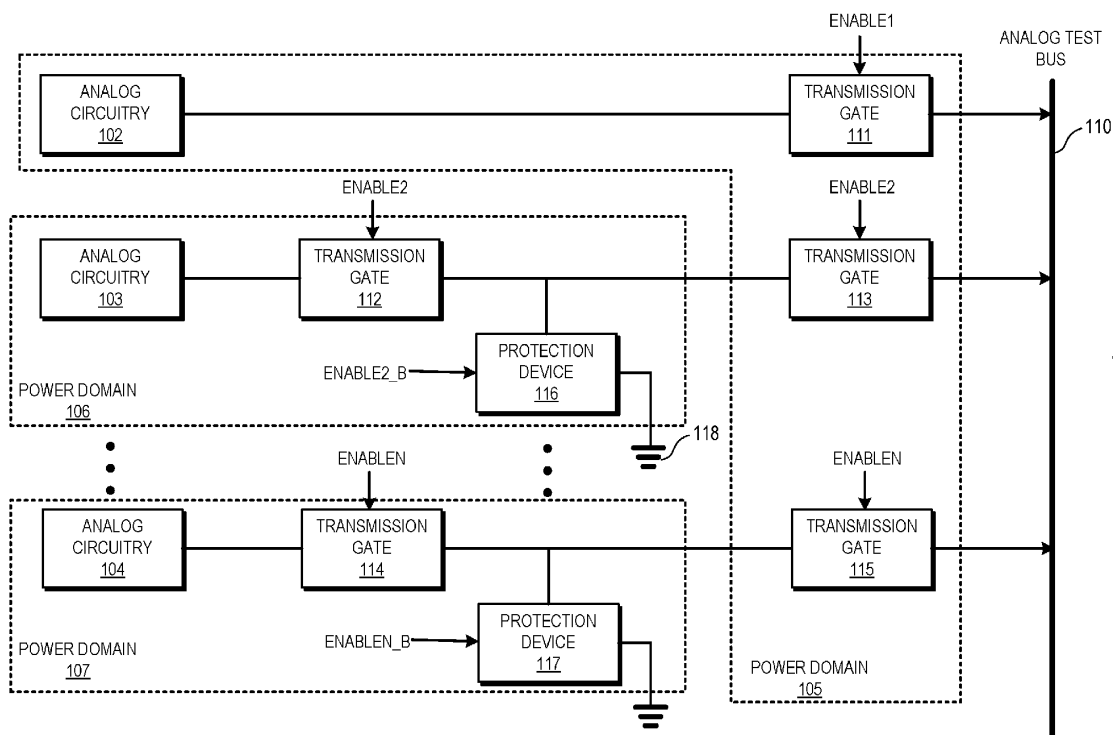 ENABLE1
ANALOG TEST
BUS
ANALOG
CIRCUITRY
102
TRANSMISSION
GATE
111
110
ENABLE2
ENABLE2
ANALOG
CIRCUITRY
103
TRANSMISSION
GATE
112
TRANSMISSION
GATE
113
ENABLE2_B
PROTECTION
DEVICE
116
POWER DOMAIN
106
118
ENABLEN
ENABLEN
ANALOG
CIRCUITRY
104
TRANSMISSION
GATE
114
TRANSMISSION
GATE
115
ENABLEN_B
PROTECTION
DEVICE
117
POWER DOMAIN
107
POWER DOMAIN
105